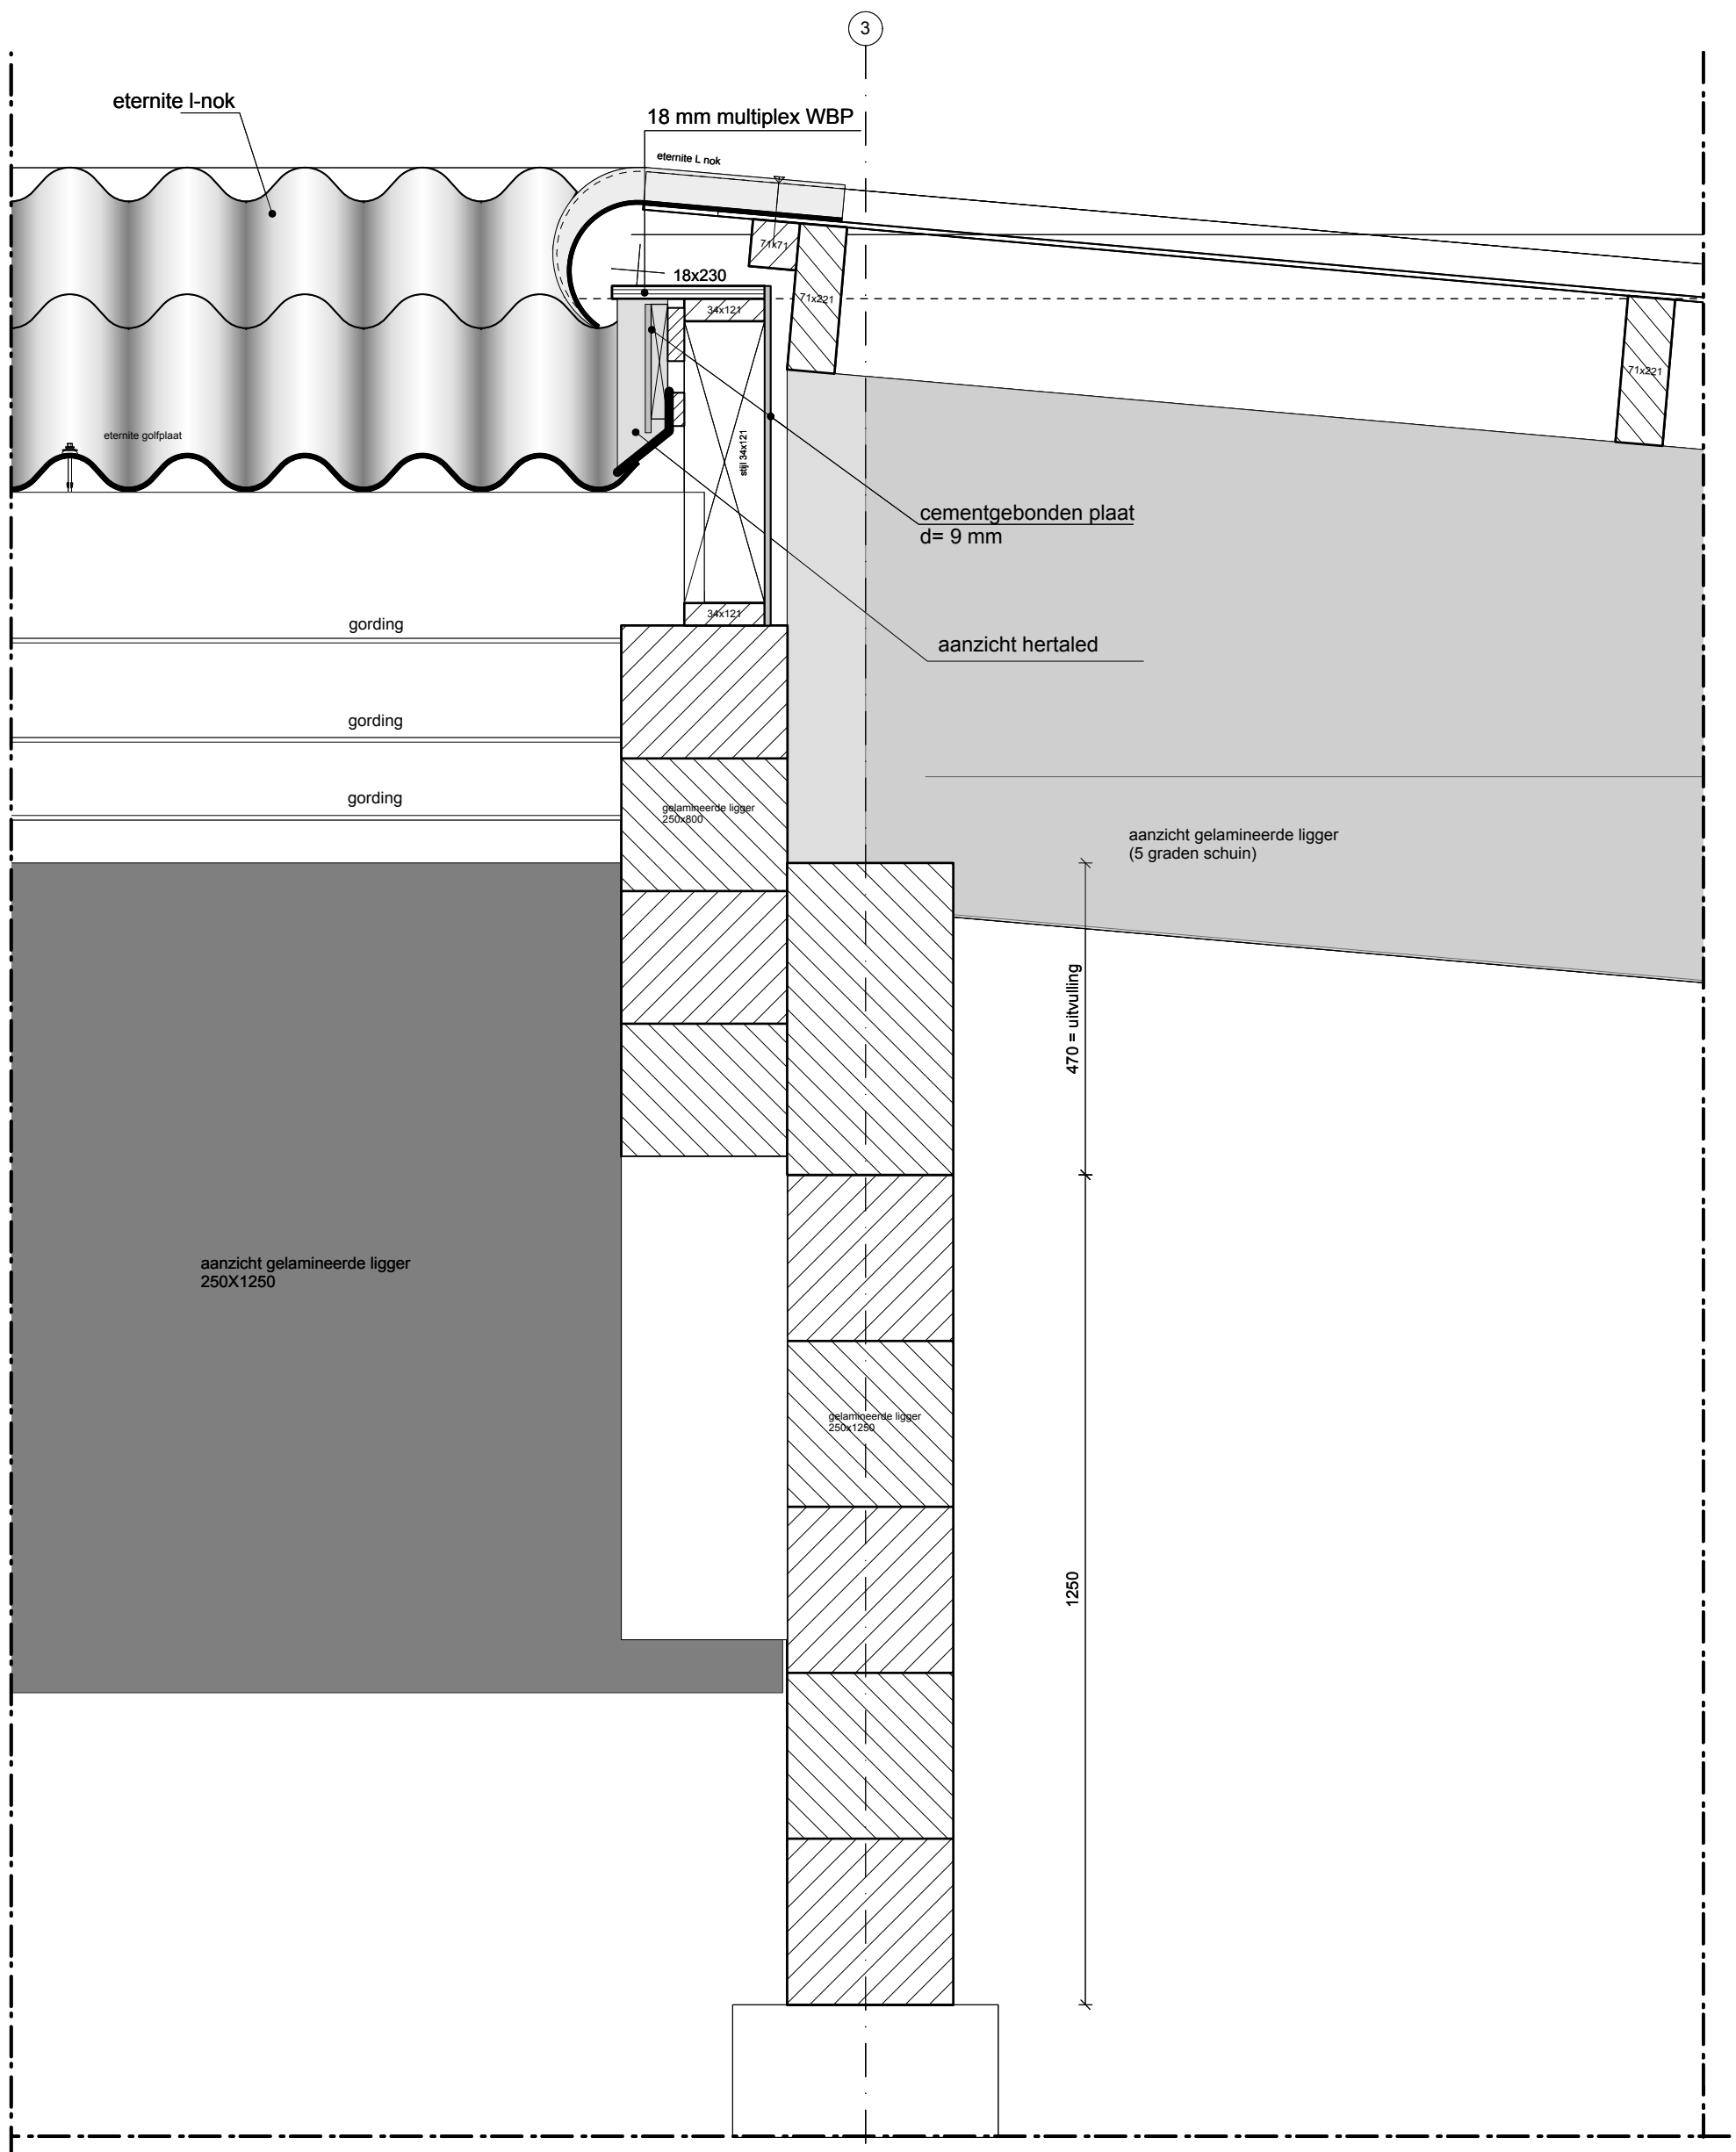 3
eternite l-nok
18 mm multiplex WBP
eternite L nok
71x71
18x230
71x221
34x121
71x221
eternite golfplaat
stijl 34x121
cementgebonden plaat
d= 9 mm
34x121
gording
aanzicht hertaled
gording
gording
gelamineerde ligger
250x800
aanzicht gelamineerde ligger
(5 graden schuin)
470 = uitvulling
aanzicht gelamineerde ligger
250X1250
gelamineerde ligger
250x1250
1250